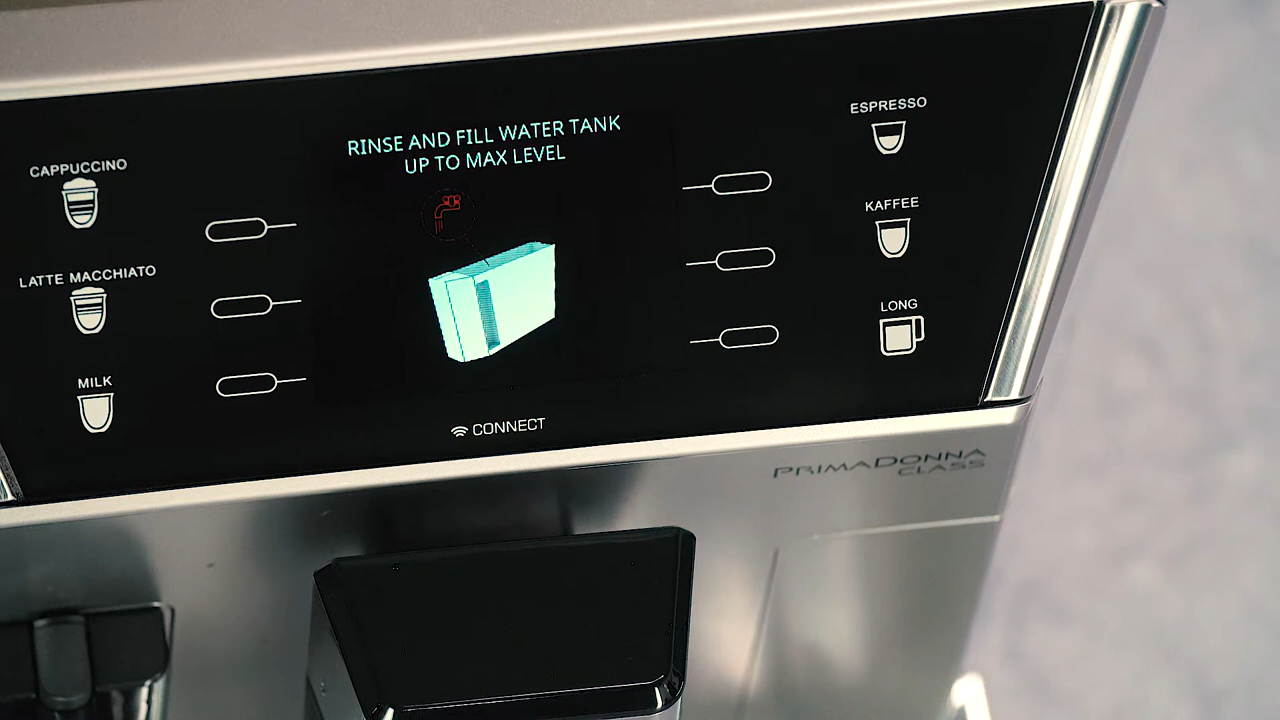 RINSE AND FILL WATER TANK
UP TO MAX LEVEL
CAPPUCCINO
LATTE MACCHIATO
MILK
ESPRESSO
KAFFEE
LONG
CONNECT
PRIMADONNA
CLASS